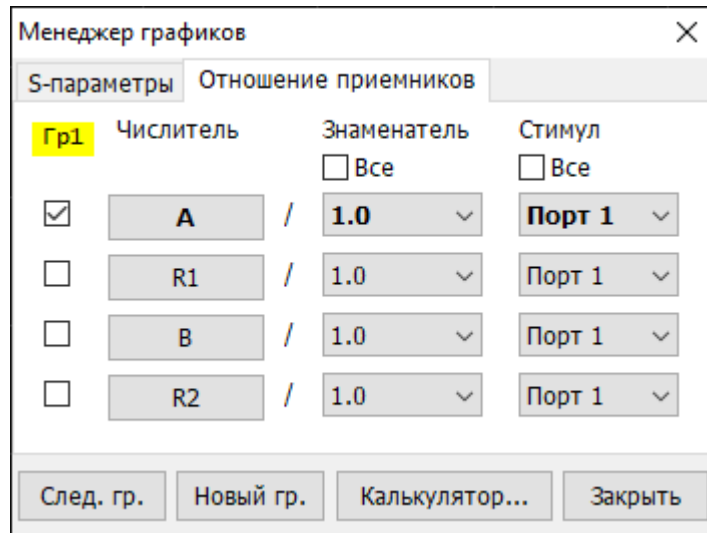 Менеджер графиков
S-параметры Отношение приемников
Гр1 Числитель Знаменатель Стимул
Все Все
A / 1.0 Порт 1
R1 / 1.0 Порт 1
B / 1.0 Порт 1
R2 / 1.0 Порт 1
След. гр. Новый гр. Калькулятор... Закрыть